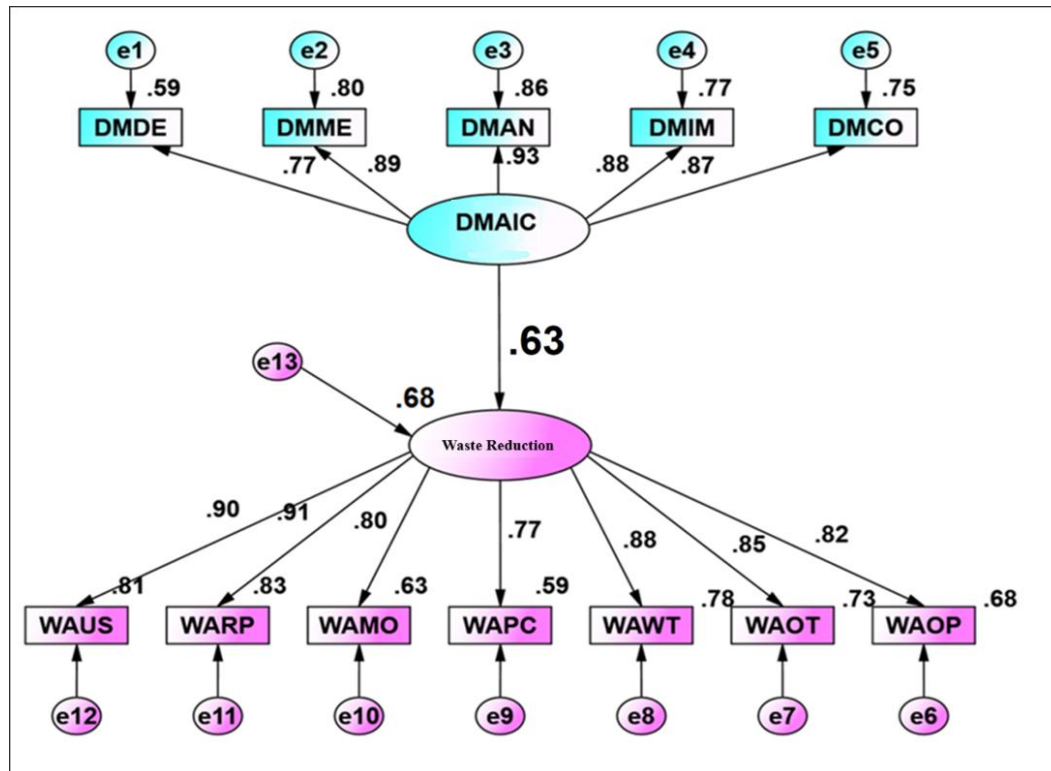 e1 e2 e3 e4 e5
.59 .80 .86 .77 .75
DMDE DMME DMAN DMIM DMCO
.77 .89 .93 .88 .87
DMAIC
.63
e13
.68
Waste Reduction
.90 .91 .80 .77 .88 .85 .82
.81 .83 .63 .59 .78 .73 .68
WAUS WARP WAMO WAPC WAWT WAOT WAOP
e12 e11 e10 e9 e8 e7 e6